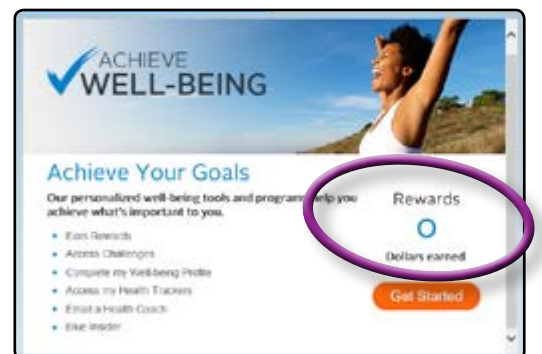 ACHIEVE
WELL-BEING
Achieve Your Goals
Our personalized well-being tools and programs help you
achieve what's important to you.
Earn Rewards
Access Challenges
Complete my Well-being Profile
Access my Health Trackers
Email a Health Coach
Blue Insider
Rewards
0
Dollars earned
Get Started